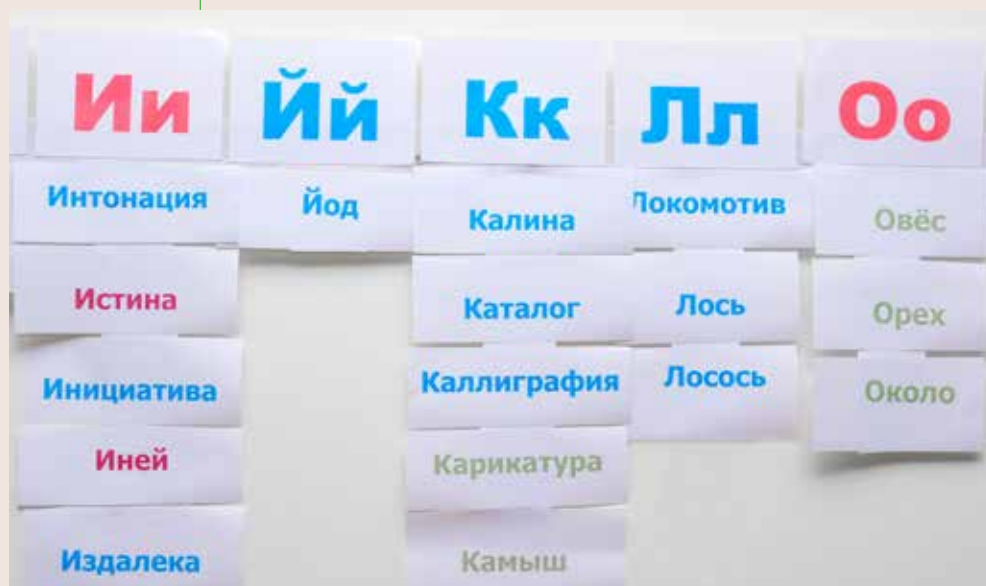 Ии Йй Кк Лл Оо
Интонация Йод Калина Локомотив Овёс
Истина Каталог Лось Орех
Инициатива Каллиграфия Лосось Около
Иней Карикатура
Издалека Камыш